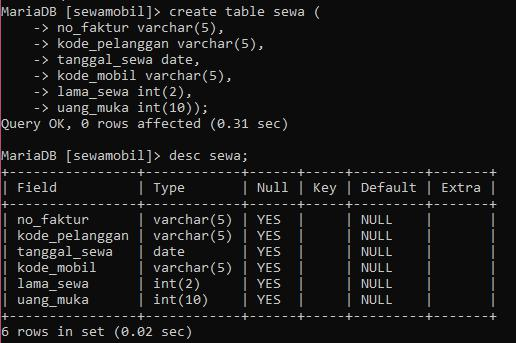 MariaDB [sewamobil]> create table sewa (
    -> no_faktur varchar(5),
    -> kode_pelanggan varchar(5),
    -> tanggal_sewa date,
    -> kode_mobil varchar(5),
    -> lama_sewa int(2),
    -> uang_muka int(10));
Query OK, 0 rows affected (0.31 sec)

MariaDB [sewamobil]> desc sewa;
+----------------+------------+------+-----+---------+-------+
| Field          | Type       | Null | Key | Default | Extra |
+----------------+------------+------+-----+---------+-------+
| no_faktur      | varchar(5) | YES  |     | NULL    |       |
| kode_pelanggan | varchar(5) | YES  |     | NULL    |       |
| tanggal_sewa   | date       | YES  |     | NULL    |       |
| kode_mobil     | varchar(5) | YES  |     | NULL    |       |
| lama_sewa      | int(2)     | YES  |     | NULL    |       |
| uang_muka      | int(10)    | YES  |     | NULL    |       |
+----------------+------------+------+-----+---------+-------+
6 rows in set (0.02 sec)